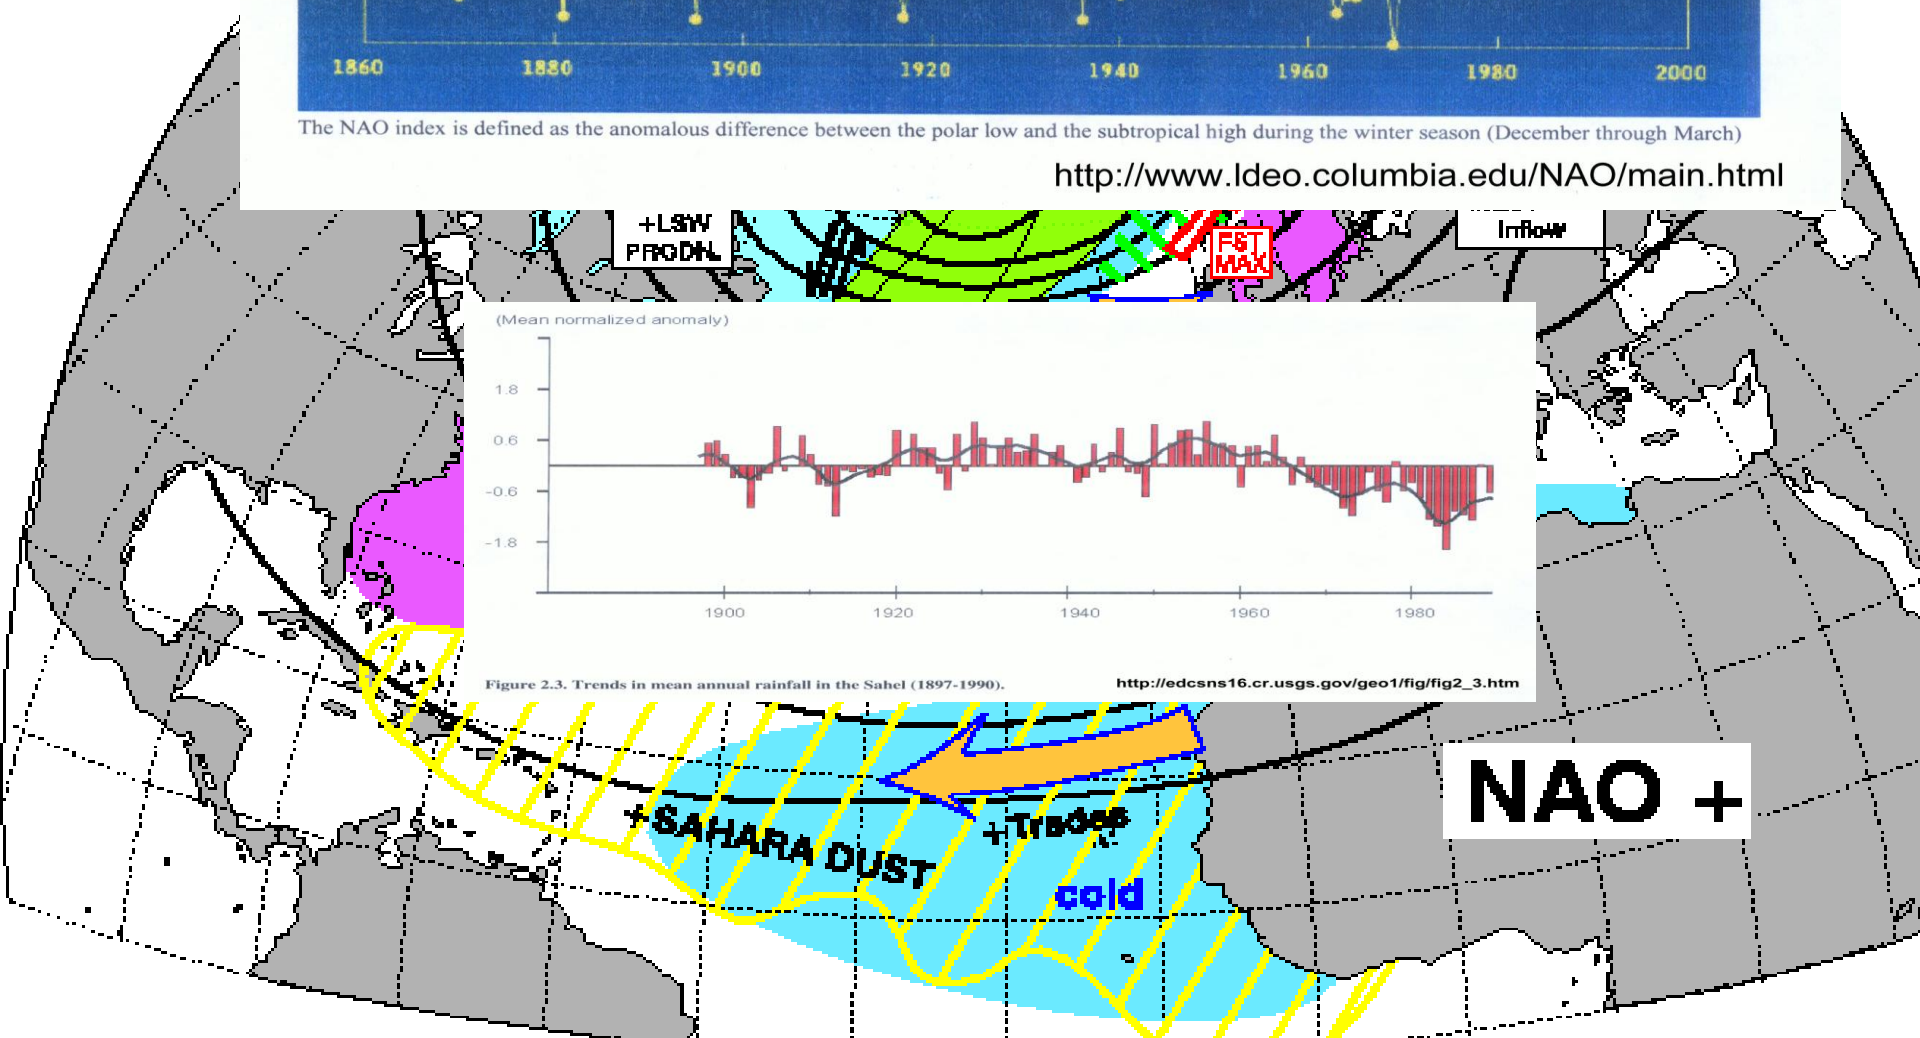 1860 1880 1900 1920 1940 1960 1980 2000
The NAO index is defined as the anomalous difference between the polar low and the subtropical high during the winter season (December through March)
http://www.ldeo.columbia.edu/NAO/main.html
+LSW
PRODN.
FST
MAX
Inflow
(Mean normalized anomaly)
1.8
0.6
-0.6
-1.8
1900 1920 1940 1960 1980
Figure 2.3. Trends in mean annual rainfall in the Sahel (1897-1990).
http://edcsns16.cr.usgs.gov/geo1/fig/fig2_3.htm
NAO +
+SAHARA DUST
+Trades
cold